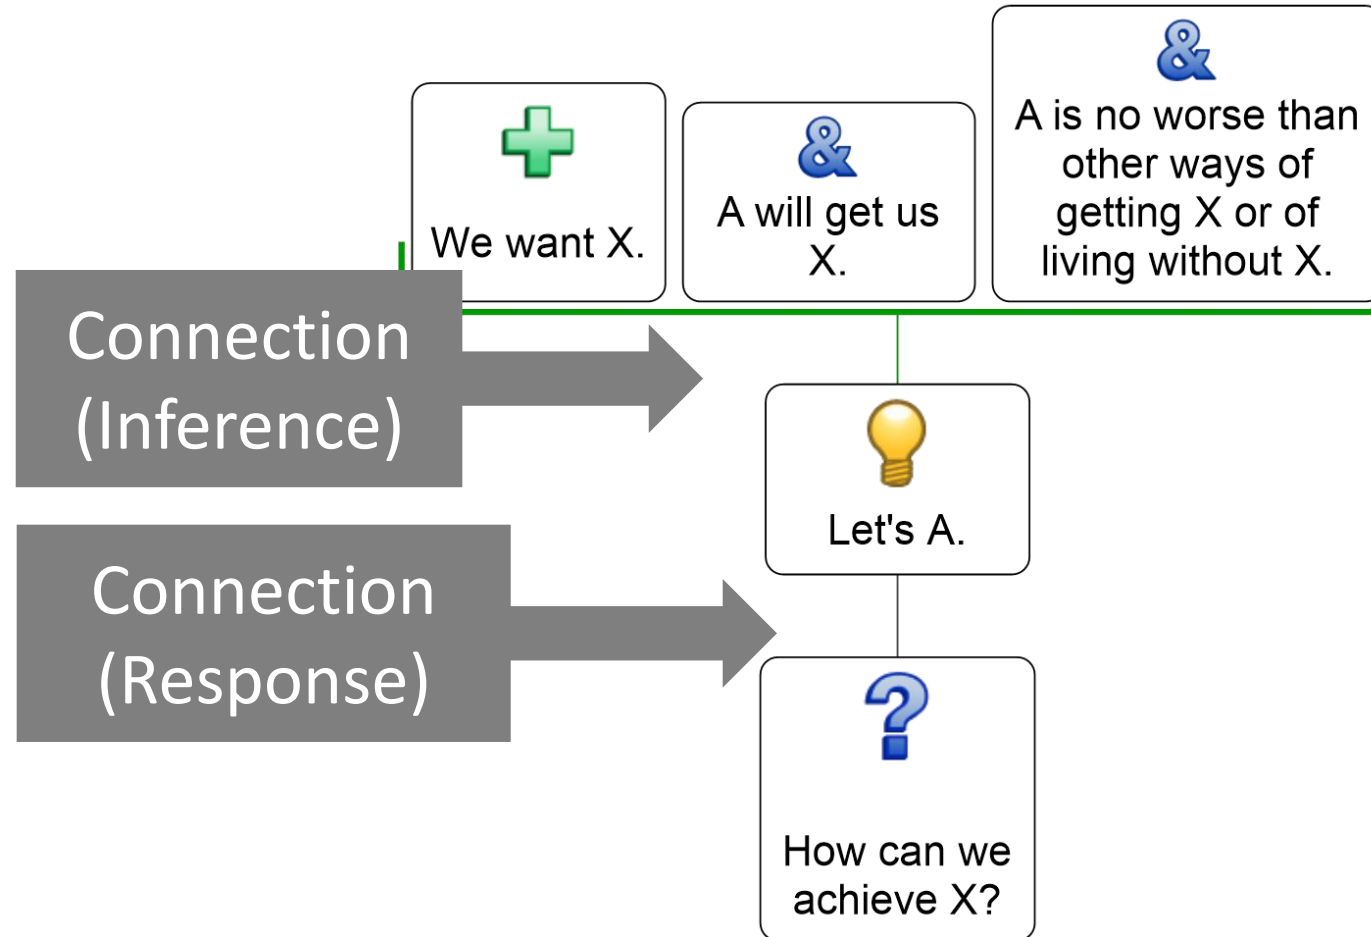 &
&
We want X.
A will get us
X.
A is no worse than
other ways of
getting X or of
living without X.
Connection
(Inference)
Let's A.
Connection
(Response)
?
How can we
achieve X?